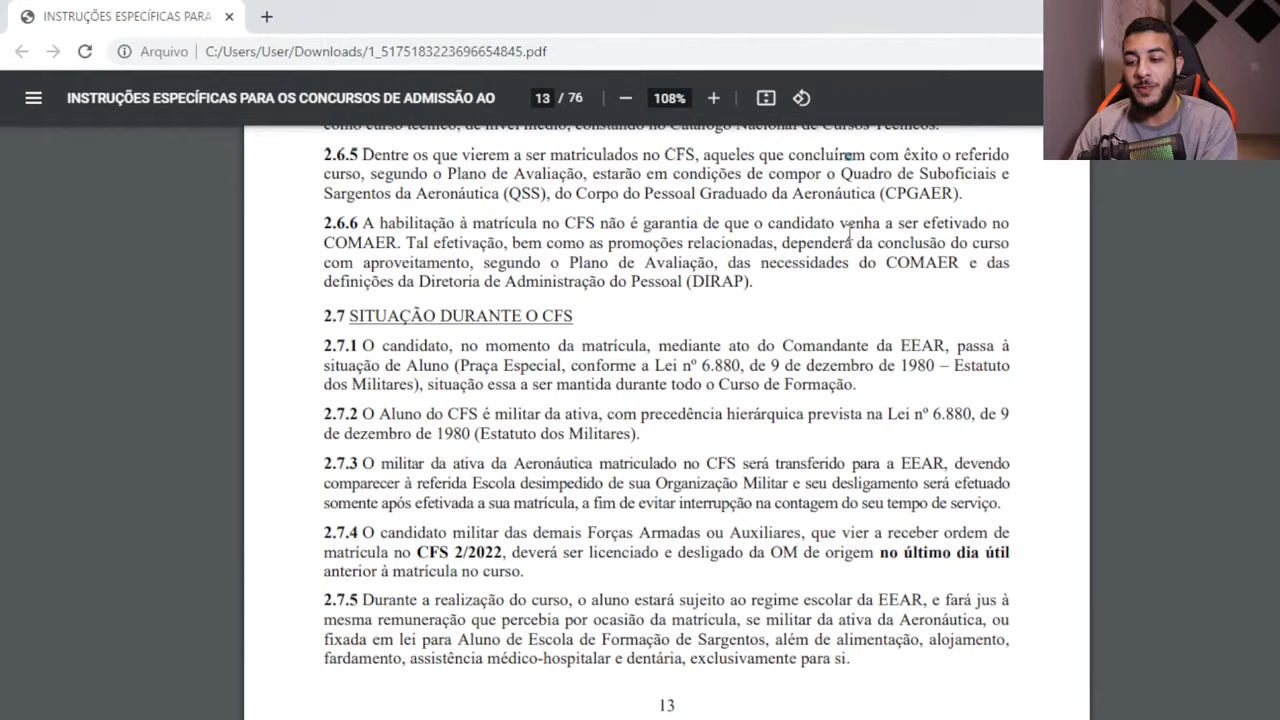 INSTRUÇÕES ESPECÍFICAS PARA
Arquivo
C:/Users/User/Downloads/1_5175183223696654845.pdf
INSTRUÇÕES ESPECÍFICAS PARA OS CONCURSOS DE ADMISSÃO AO
13 / 76
108%
como curso técnico, de nível médio, constando no Catálogo Nacional de Cursos Técnicos.
2.6.5 Dentre os que vierem a ser matriculados no CFS, aqueles que concluírem com êxito o referido
curso, segundo o Plano de Avaliação, estarão em condições de compor o Quadro de Suboficiais e
Sargentos da Aeronáutica (QSS), do Corpo do Pessoal Graduado da Aeronáutica (CPGAER).
2.6.6 A habilitação à matrícula no CFS não é garantia de que o candidato venha a ser efetivado no
COMAER. Tal efetivação, bem como as promoções relacionadas, dependerá da conclusão do curso
com aproveitamento, segundo o Plano de Avaliação, das necessidades do COMAER e das
definições da Diretoria de Administração do Pessoal (DIRAP).
2.7 SITUAÇÃO DURANTE O CFS
2.7.1 O candidato, no momento da matrícula, mediante ato do Comandante da EEAR, passa à
situação de Aluno (Praça Especial, conforme a Lei nº 6.880, de 9 de dezembro de 1980 – Estatuto
dos Militares), situação essa a ser mantida durante todo o Curso de Formação.
2.7.2 O Aluno do CFS é militar da ativa, com precedência hierárquica prevista na Lei nº 6.880, de 9
de dezembro de 1980 (Estatuto dos Militares).
2.7.3 O militar da ativa da Aeronáutica matriculado no CFS será transferido para a EEAR, devendo
comparecer à referida Escola desimpedido de sua Organização Militar e seu desligamento será efetuado
somente após efetivada a sua matrícula, a fim de evitar interrupção na contagem do seu tempo de serviço.
2.7.4 O candidato militar das demais Forças Armadas ou Auxiliares, que vier a receber ordem de
matrícula no CFS 2/2022, deverá ser licenciado e desligado da OM de origem no último dia útil
anterior à matrícula no curso.
2.7.5 Durante a realização do curso, o aluno estará sujeito ao regime escolar da EEAR, e fará jus à
mesma remuneração que percebia por ocasião da matrícula, se militar da ativa da Aeronáutica, ou
fixada em lei para Aluno de Escola de Formação de Sargentos, além de alimentação, alojamento,
fardamento, assistência médico-hospitalar e dentária, exclusivamente para si.
13